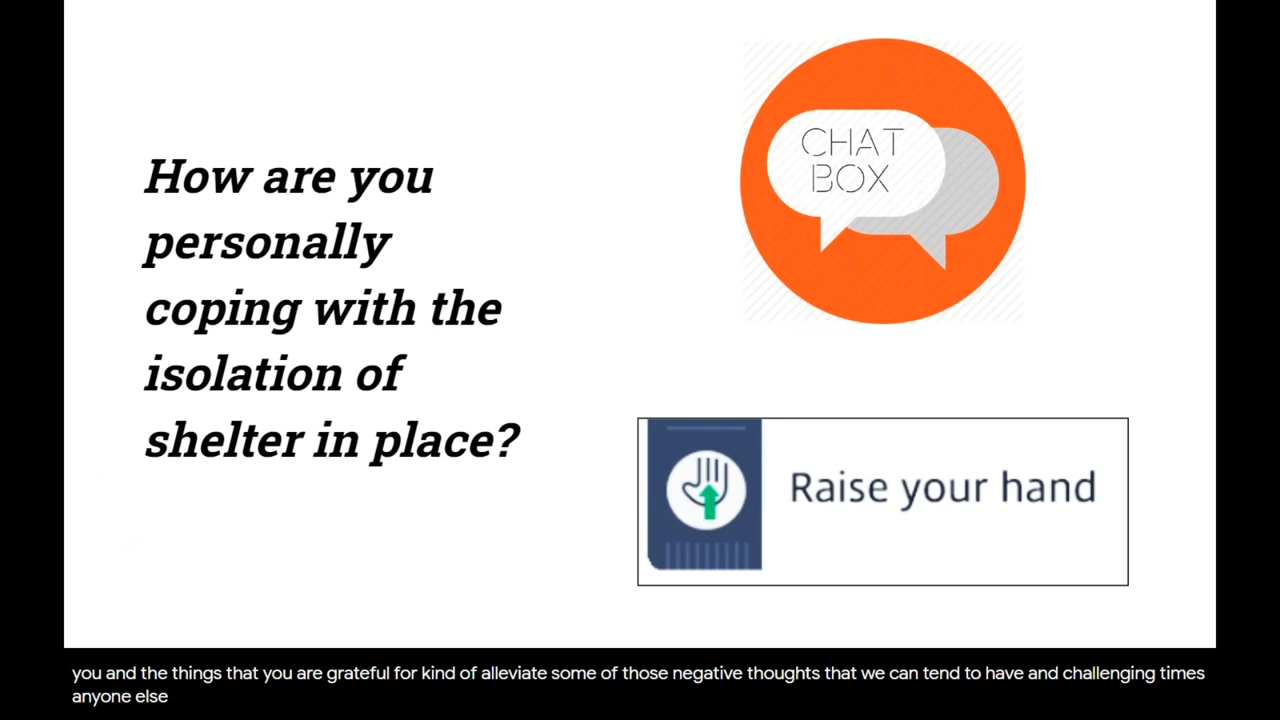 How are you
personally
coping with the
isolation of
shelter in place?
CHAT
BOX
Raise your hand
you and the things that you are grateful for kind of alleviate some of those negative thoughts that we can tend to have and challenging times
anyone else